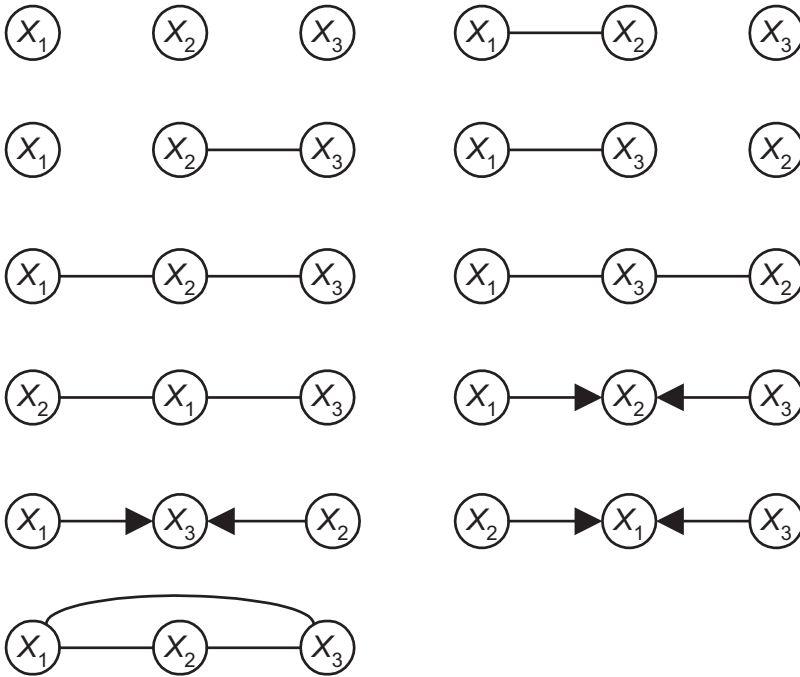 X₁ X₂ X₃ X₁ X₂ X₃
X₁ X₂ X₃ X₁ X₃ X₂
X₁ X₂ X₃ X₁ X₃ X₂
X₂ X₁ X₃ X₁ X₂ X₃
X₁ X₃ X₂ X₂ X₁ X₃
X₁ X₂ X₃